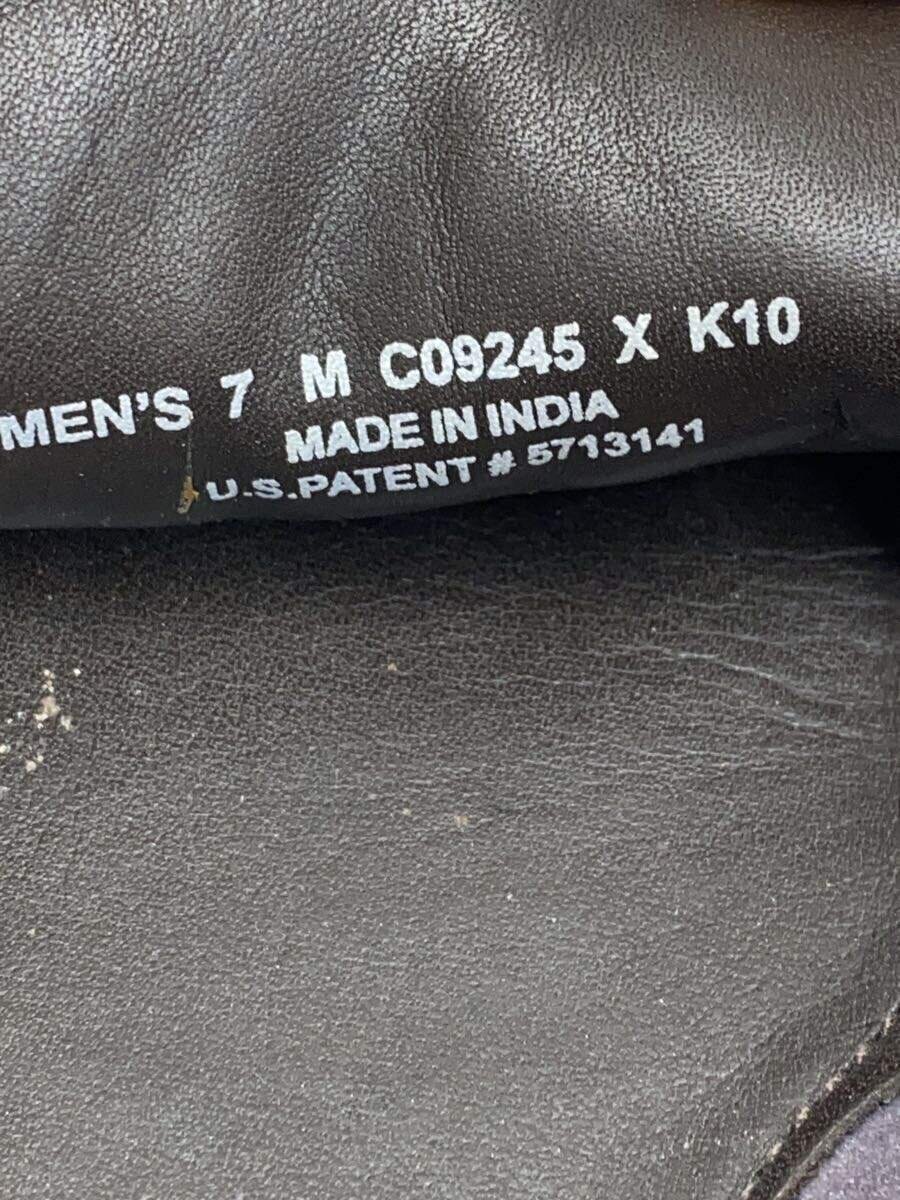 MEN'S 7 M C09245 X K10
MADE IN INDIA
U.S.PATENT # 5713141